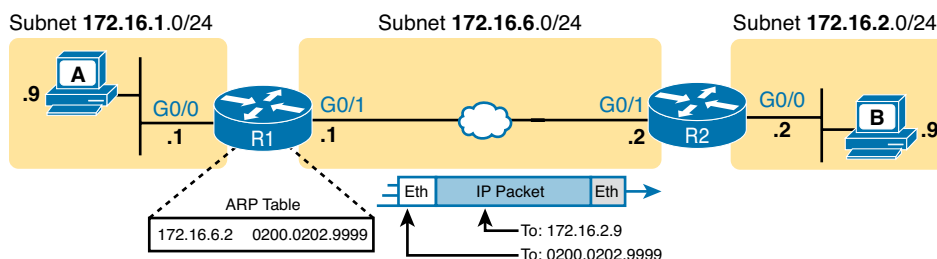 Subnet 172.16.1.0/24
Subnet 172.16.6.0/24
Subnet 172.16.2.0/24
A
.9
G0/0
.1
R1
G0/1
.1
G0/1
.2
R2
G0/0
.2
B
.9
ARP Table
172.16.6.2 0200.0202.9999
Eth
IP Packet
Eth
To: 172.16.2.9
To: 0200.0202.9999